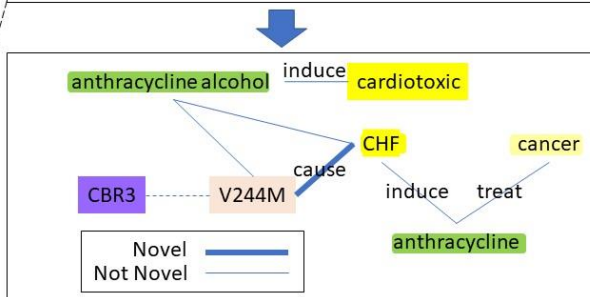 induce
anthracycline alcohol
cardiotoxic
CHF
cancer
cause
CBR3
V244M
induce
treat
anthracycline
Novel
Not Novel